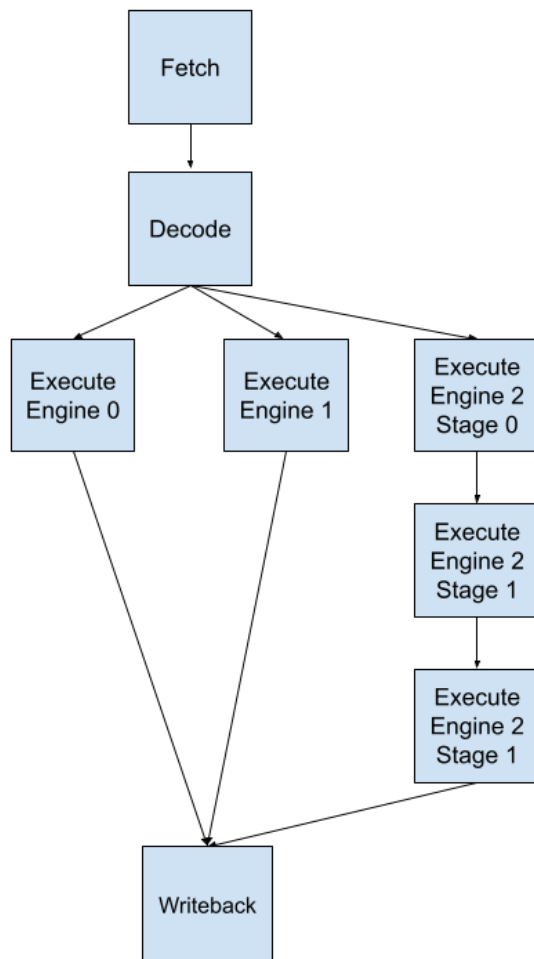 Fetch
Decode
Execute
Engine 0
Execute
Engine 1
Execute
Engine 2
Stage 0
Execute
Engine 2
Stage 1
Execute
Engine 2
Stage 1
Writeback